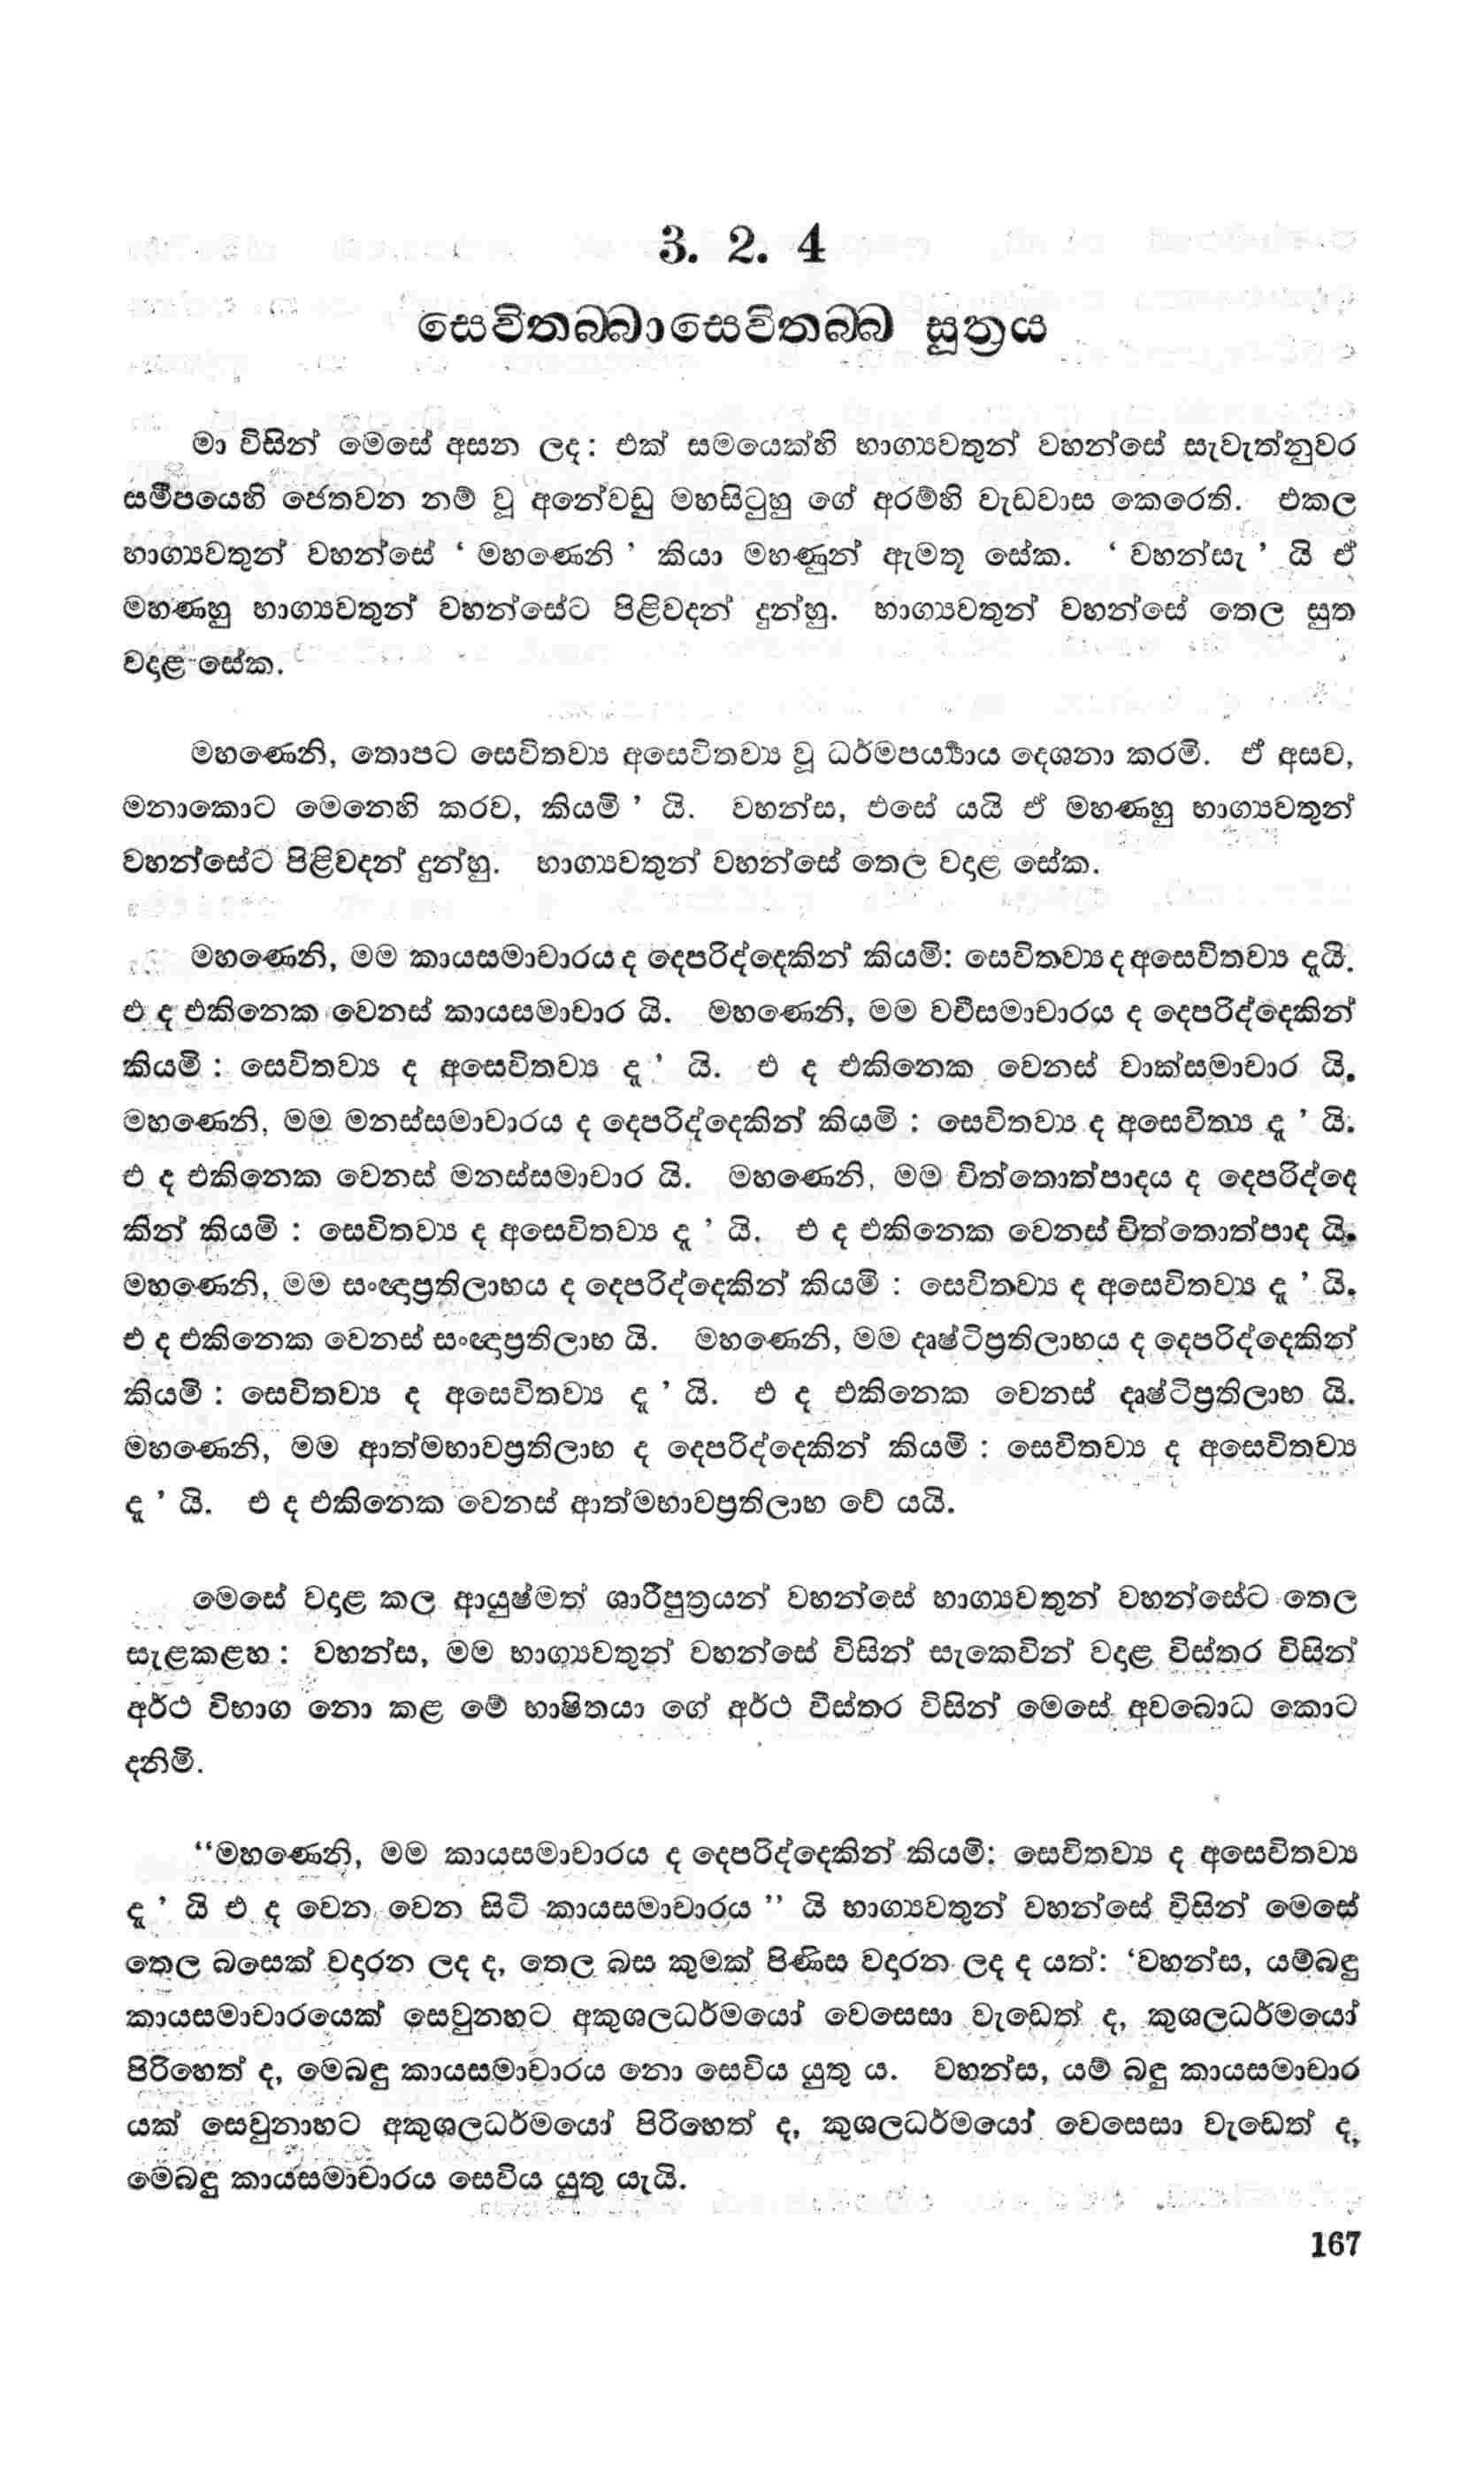 3. 2. 4
සෙවිතබ්බාසෙවිතබ්බ සූත්‍රය
මා විසින් මෙසේ අසන ලද: එක් සමයෙක්හි භාග්‍යවතුන් වහන්සේ සැවැත්නුවර
සමීපයෙහි ජෙතවන නම් වූ අනේවඩු මහසිටුහු ගේ අරම්හි වැඩවාස කෙරෙති. එකල
භාග්‍යවතුන් වහන්සේ ‘ මහණෙනි ’ කියා මහණුන් ඇමතූ සේක. ‘ වහන්සැ ’ යි ඒ
මහණහු භාග්‍යවතුන් වහන්සේට පිළිවදන් දුන්හු. භාග්‍යවතුන් වහන්සේ තෙල සුත
වදාළ සේක.
මහණෙනි, තොපට සෙවිතව්‍ය අසෙවිතව්‍ය වූ ධර්මපර්‍ය්‍යාය දෙශනා කරමි. ඒ අසව,
මනාකොට මෙනෙහි කරව, කියමි ’ යි. වහන්ස, එසේ යයි ඒ මහණහු භාග්‍යවතුන්
වහන්සේට පිළිවදන් දුන්හු. භාග්‍යවතුන් වහන්සේ තෙල වදාළ සේක.
මහණෙනි, මම කායසමාචාරය ද දෙපරිද්දෙකින් කියමි: සෙවිතව්‍ය ද අසෙවිතව්‍ය දැයි.
එ ද එකිනෙක වෙනස් කායසමාචාර යි. මහණෙනි, මම වචීසමාචාරය ද දෙපරිද්දෙකින්
කියමි : සෙවිතව්‍ය ද අසෙවිතව්‍ය දැ ’ යි. එ ද එකිනෙක වෙනස් වාක්සමාචාර යි.
මහණෙනි, මම මනස්සමාචාරය ද දෙපරිද්දෙකින් කියමි : සෙවිතව්‍ය ද අසෙවිත්‍ය දැ ’ යි.
එ ද එකිනෙක වෙනස් මනස්සමාචාර යි. මහණෙනි, මම චිත්තොත්පාදය ද දෙපරිද්දෙ
කින් කියමි : සෙවිතව්‍ය ද අසෙවිතව්‍ය දැ ’ යි. එ ද එකිනෙක වෙනස් චිත්තොත්පාද යි.
මහණෙනි, මම සංඥාප්‍රතිලාභය ද දෙපරිද්දෙකින් කියමි : සෙවිතව්‍ය ද අසෙවිතව්‍ය දැ ’ යි.
එ ද එකිනෙක වෙනස් සංඥාප්‍රතිලාභ යි. මහණෙනි, මම දෘෂ්ටිප්‍රතිලාභය ද දෙපරිද්දෙකින්
කියමි : සෙවිතව්‍ය ද අසෙවිතව්‍ය දැ ’ යි. එ ද එකිනෙක වෙනස් දෘෂ්ටිප්‍රතිලාභ යි.
මහණෙනි, මම ආත්මභාවප්‍රතිලාභ ද දෙපරිද්දෙකින් කියමි : සෙවිතව්‍ය ද අසෙවිතව්‍ය
දැ ’ යි. එ ද එකිනෙක වෙනස් ආත්මභාවප්‍රතිලාභ වේ යයි.
මෙසේ වදාළ කල ආයුෂ්මත් ශාරීපුත්‍රයන් වහන්සේ භාග්‍යවතුන් වහන්සේට තෙල
සැළකළහ : වහන්ස, මම භාග්‍යවතුන් වහන්සේ විසින් සැකෙවින් වදාළ විස්තර විසින්
අර්ථ විභාග නො කළ මේ භාෂිතයා ගේ අර්ථ විස්තර විසින් මෙසේ අවබොධ කොට
දනිමි.
“මහණෙනි, මම කායසමාචාරය ද දෙපරිද්දෙකින් කියමි: සෙවිතව්‍ය ද අසෙවිතව්‍ය
දැ ’ යි එ ද වෙන වෙන සිටි කායසමාචාරය ” යි භාග්‍යවතුන් වහන්සේ විසින් මෙසේ
තෙල බසෙක් වදාරන ලද ද, තෙල බස කුමක් පිණිස වදාරන ලද ද යත්: ‘වහන්ස, යම්බඳු
කායසමාචාරයෙක් සෙවුනහට අකුශලධර්මයෝ වෙසෙසා වැඩෙත් ද, කුශලධර්මයෝ
පිරිහෙත් ද, මෙබඳු කායසමාචාරය නො සෙවිය යුතු ය. වහන්ස, යම් බඳු කායසමාචාර
යක් සෙවුනාහට අකුශලධර්මයෝ පිරිහෙත් ද, කුශලධර්මයෝ වෙසෙසා වැඩෙත් ද,
මෙබඳු කායසමාචාරය සෙවිය යුතු යැයි.
167